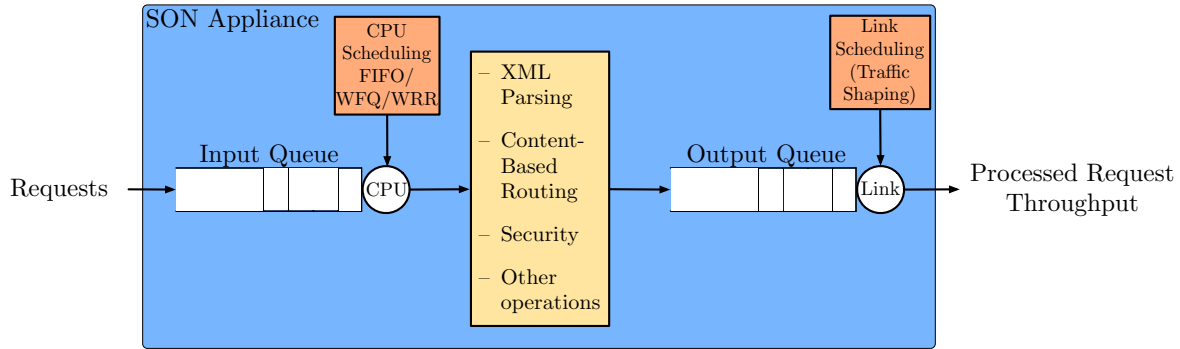 SON Appliance
CPU
Scheduling
FIFO/
WFQ/WRR
Link
Scheduling
(Traffic
Shaping)
– XML
Parsing
– Content-
Based
Routing
– Security
– Other
operations
Input Queue
CPU
Output Queue
Link
Requests
Processed Request
Throughput